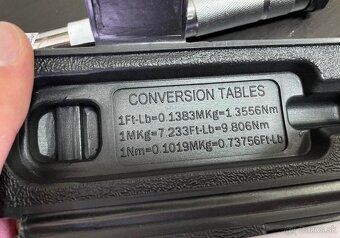 CONVERSION TABLES
1Ft-Lb=0.1383MKg=1.3556Nm
1MKg=7.233Ft-Lb=9.806Nm
1Nm=0.1019MKg=0.73756Ft-Lb